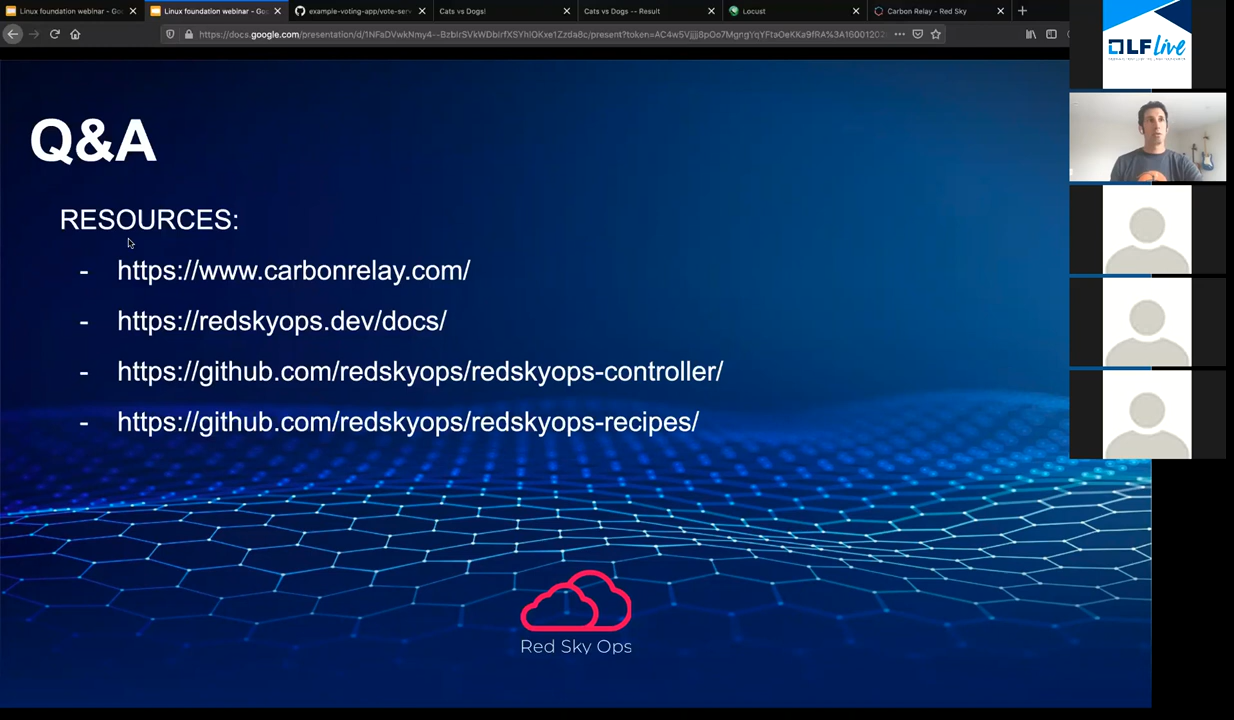 Linux foundation webinar - Go
Linux foundation webinar - Go
example-voting-app/vote-serv
Cats vs Dogs!
Cats vs Dogs -- Result
Locust
Carbon Relay - Red Sky
LF Live
Q&A
RESOURCES:
- https://www.carbonrelay.com/
- https://redskyops.dev/docs/
- https://github.com/redskyops/redskyops-controller/
- https://github.com/redskyops/redskyops-recipes/
Red Sky Ops